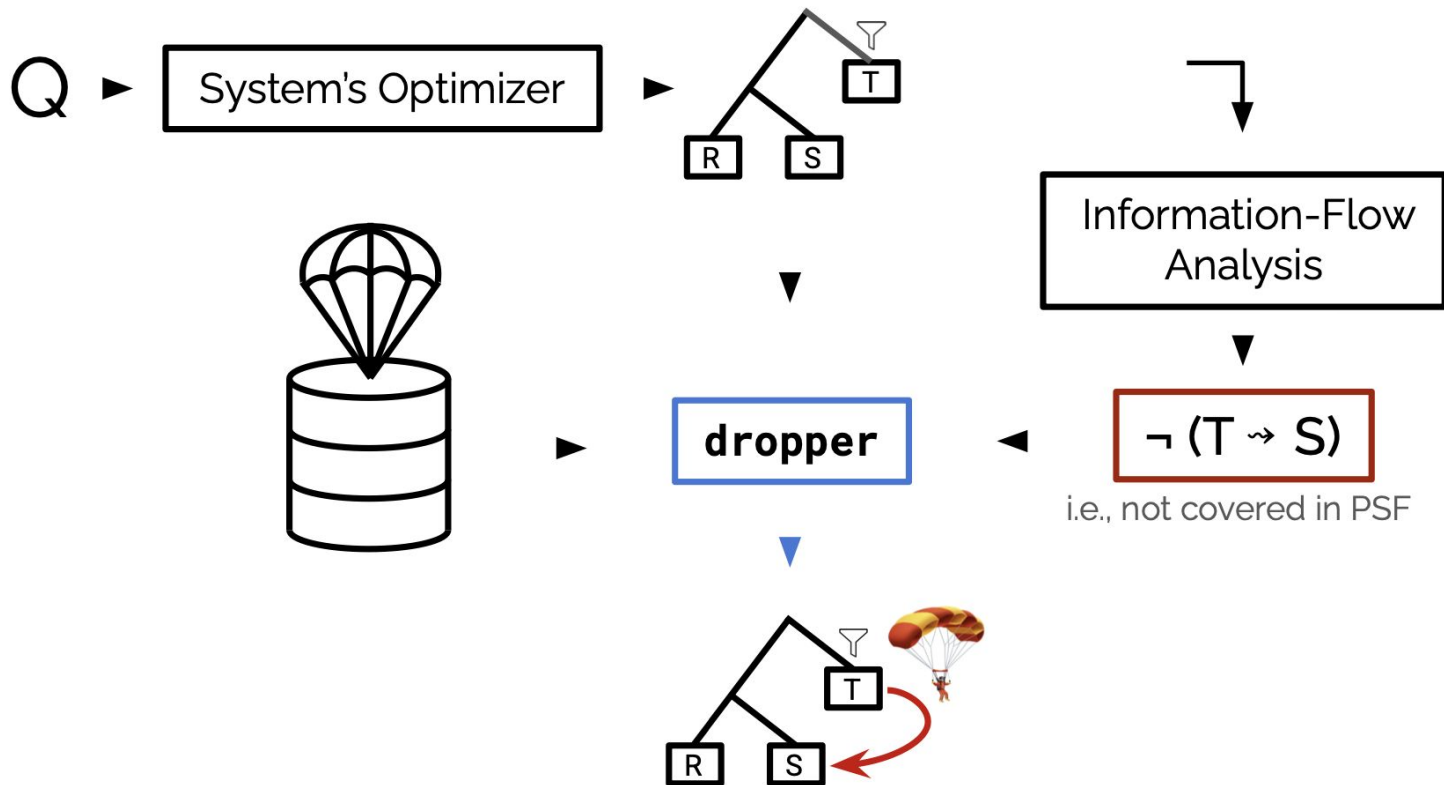 Q
System's Optimizer
T
R
S
Information-Flow
Analysis
dropper
¬ (T ⇝ S)
i.e., not covered in PSF
T
R
S